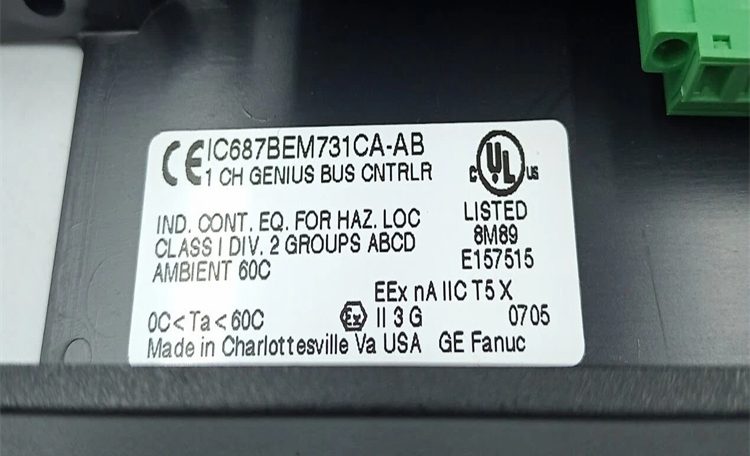 CE IC687BEM731CA-AB
1 CH GENIUS BUS CNTRLR
C UL US
LISTED
8M89
E157515
IND. CONT. EQ. FOR HAZ. LOC
CLASS I DIV. 2 GROUPS ABCD
AMBIENT 60C
EEx nA IIC T5 X
0C<Ta<60C Ex II 3 G 0705
Made in Charlottesville Va USA GE Fanuc